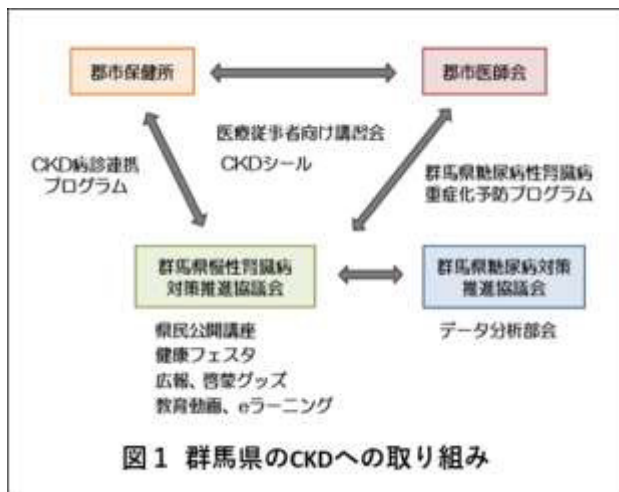 郡市保健所
郡市医師会
医療従事者向け講習会
CKDシール
CKD病診連携
プログラム
群馬県糖尿病性腎臓病
重症化予防プログラム
群馬県慢性腎臓病
対策推進協議会
群馬県糖尿病対策
推進協議会
県民公開講座
健康フェスタ
広報、啓蒙グッズ
教育動画、eラーニング
データ分析部会
図1 群馬県のCKDへの取り組み